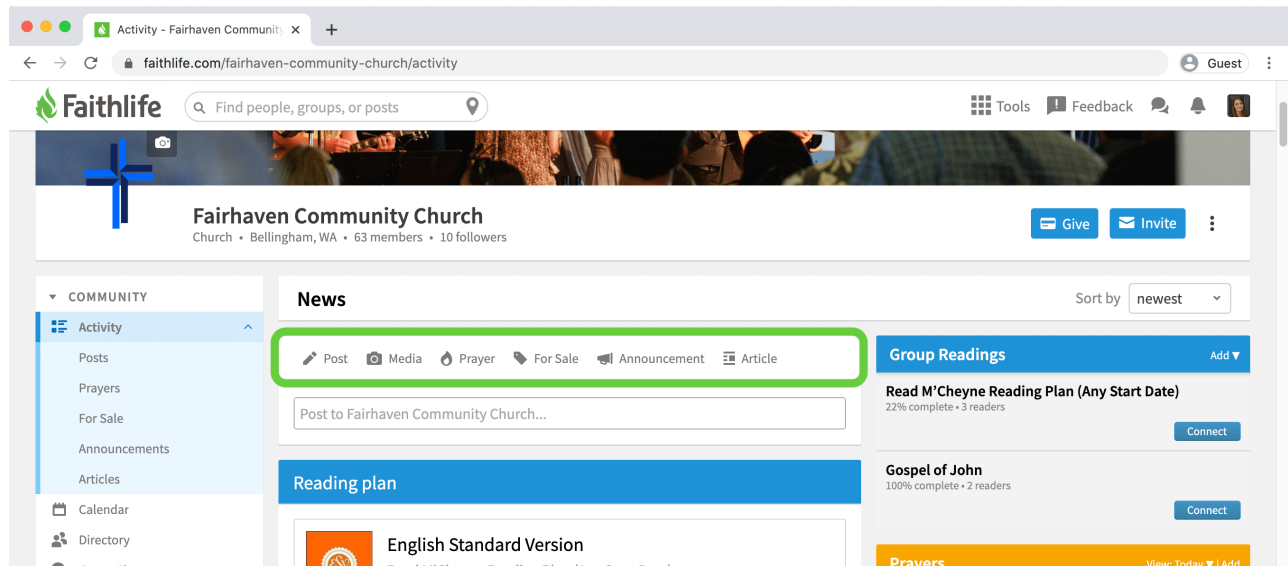 Activity - Fairhaven Communit
faithlife.com/fairhaven-community-church/activity
Guest
Faithlife
Find people, groups, or posts
Tools
Feedback
Fairhaven Community Church
Church • Bellingham, WA • 63 members • 10 followers
Give
Invite
COMMUNITY
Activity
Posts
Prayers
For Sale
Announcements
Articles
Calendar
Directory
News
Sort by newest
Post Media Prayer For Sale Announcement Article
Post to Fairhaven Community Church...
Reading plan
English Standard Version
Group Readings
Add ▼
Read M'Cheyne Reading Plan (Any Start Date)
22% complete • 3 readers
Connect
Gospel of John
100% complete • 2 readers
Connect
Prayers
View: Today ▼ | Add